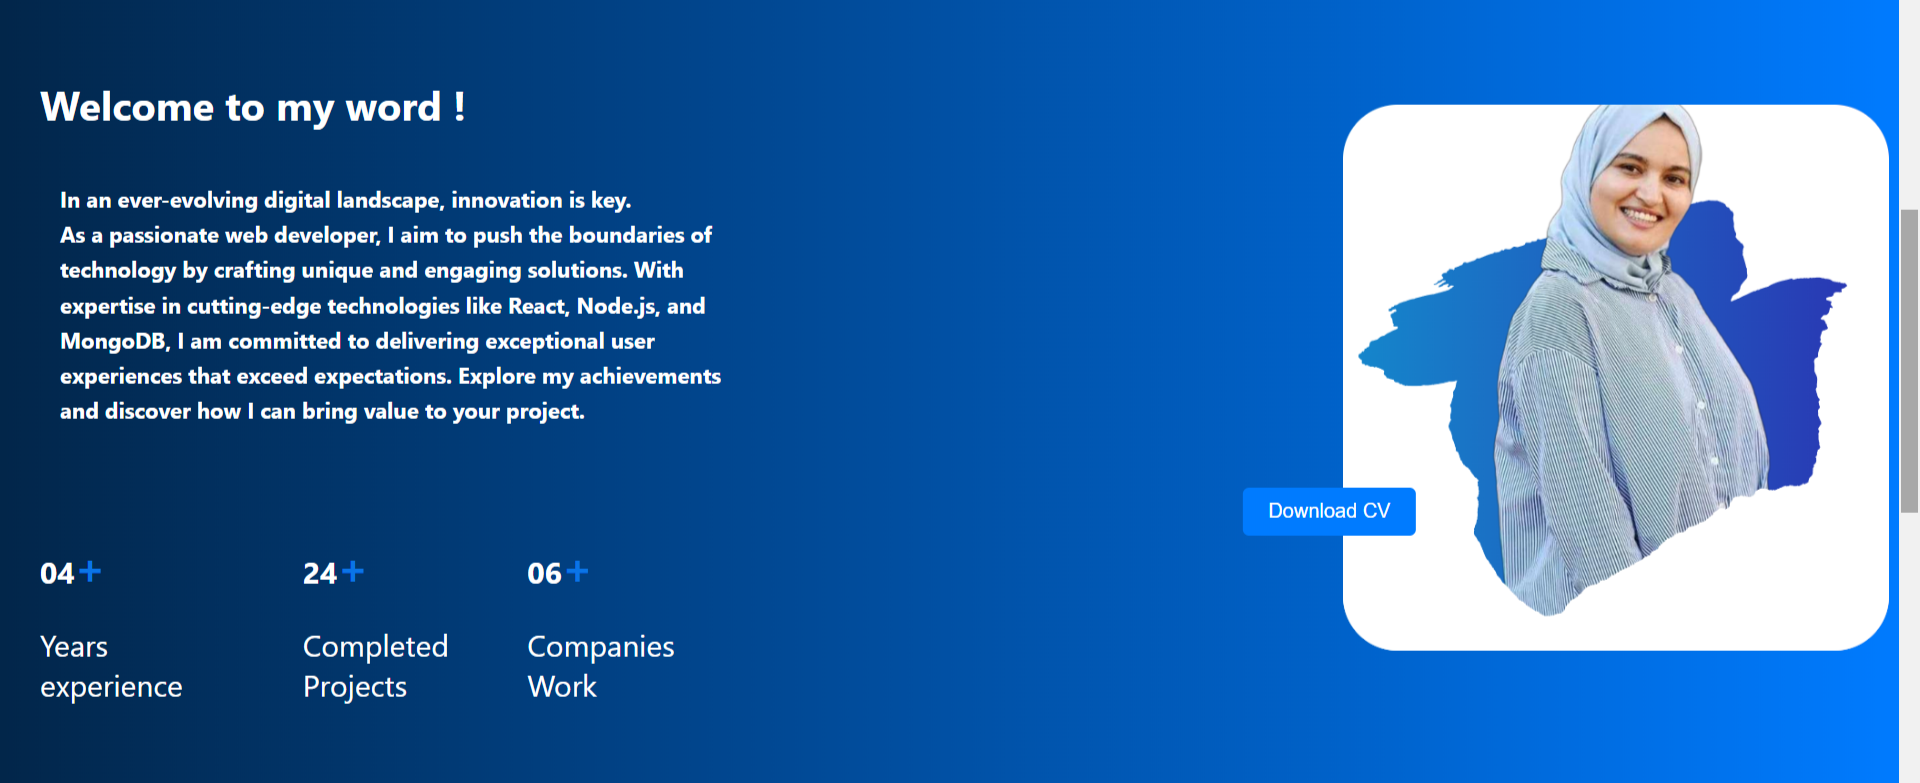 Welcome to my word !
In an ever-evolving digital landscape, innovation is key.
As a passionate web developer, I aim to push the boundaries of
technology by crafting unique and engaging solutions. With
expertise in cutting-edge technologies like React, Node.js, and
MongoDB, I am committed to delivering exceptional user
experiences that exceed expectations. Explore my achievements
and discover how I can bring value to your project.
Download CV
04+
Years
experience
24+
Completed
Projects
06+
Companies
Work